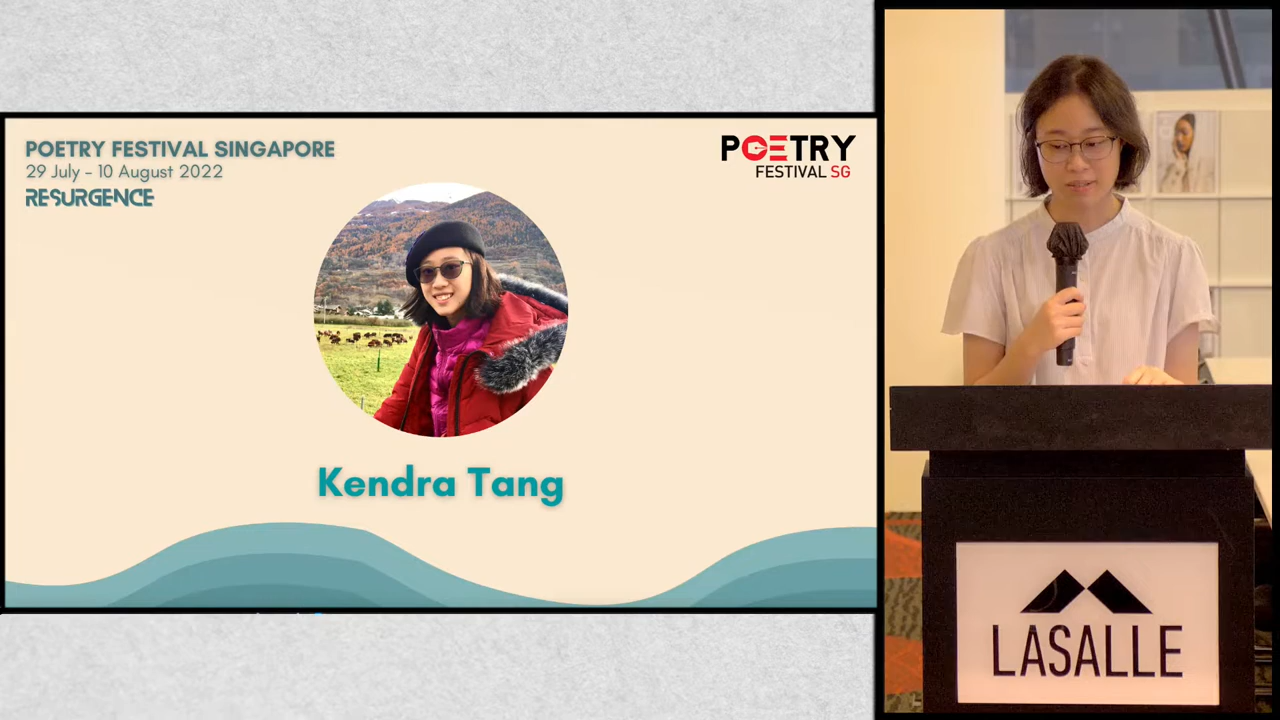 POETRY FESTIVAL SINGAPORE
29 July - 10 August 2022
RESURGENCE
POETRY
FESTIVAL SG
Kendra Tang
LASALLE